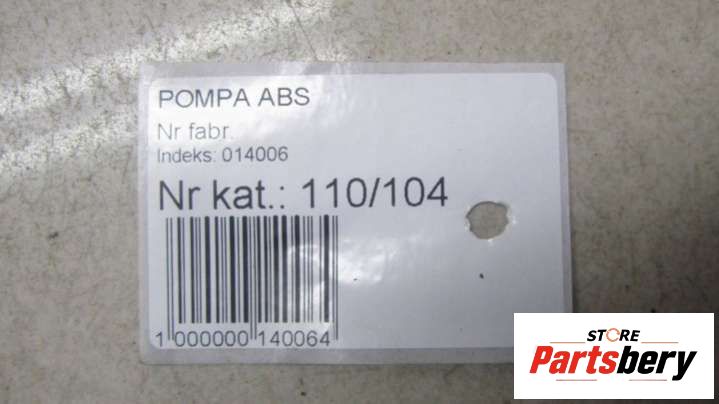 POMPA ABS
Nr fabr.
Indeks: 014006
Nr kat.: 110/104
1 000000 140064
STORE
Partsbery